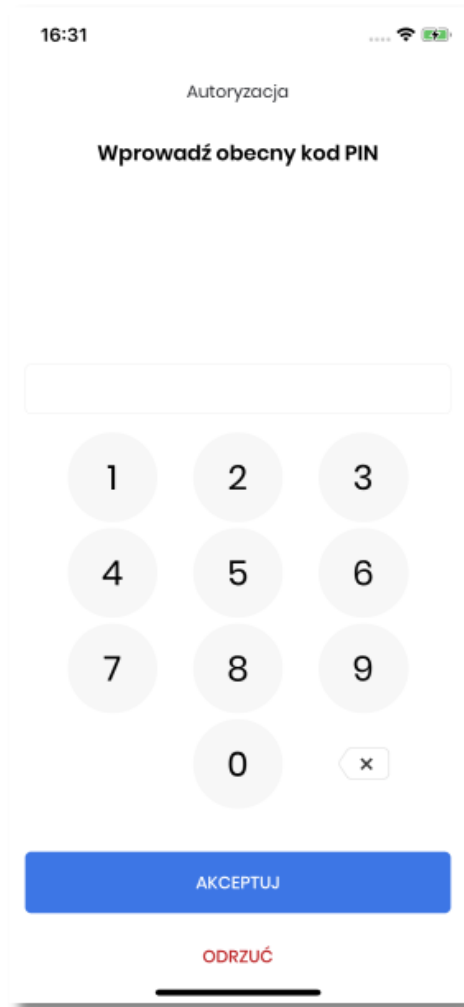 16:31
Autoryzacja
Wprowadź obecny kod PIN
1 2 3
4 5 6
7 8 9
0
AKCEPTUJ
ODRZUĆ